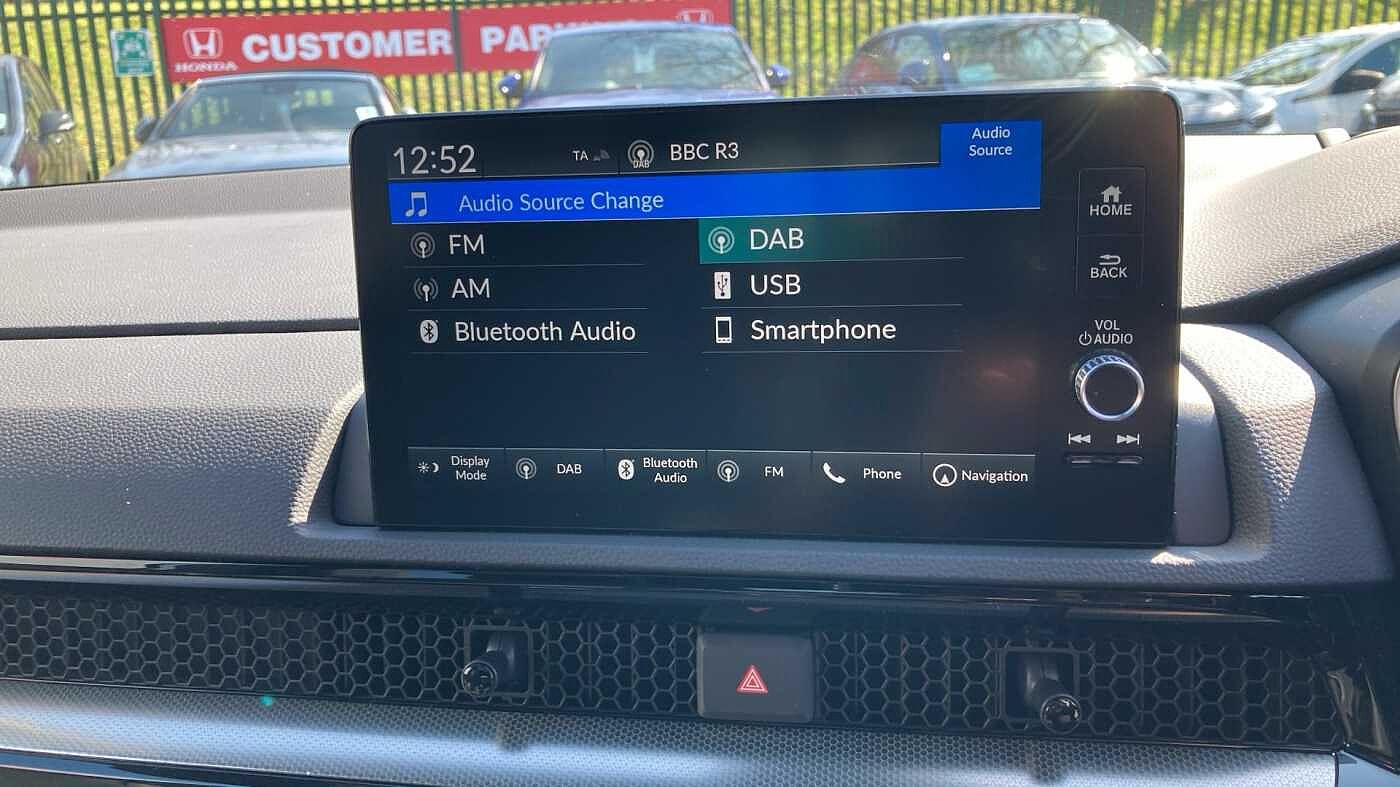 HONDA
CUSTOMER
12:52
TA
DAB
BBC R3
Audio
Source
Audio Source Change
FM
DAB
AM
USB
Bluetooth Audio
Smartphone
HOME
BACK
VOL
AUDIO
Display
Mode
DAB
Bluetooth
Audio
FM
Phone
Navigation